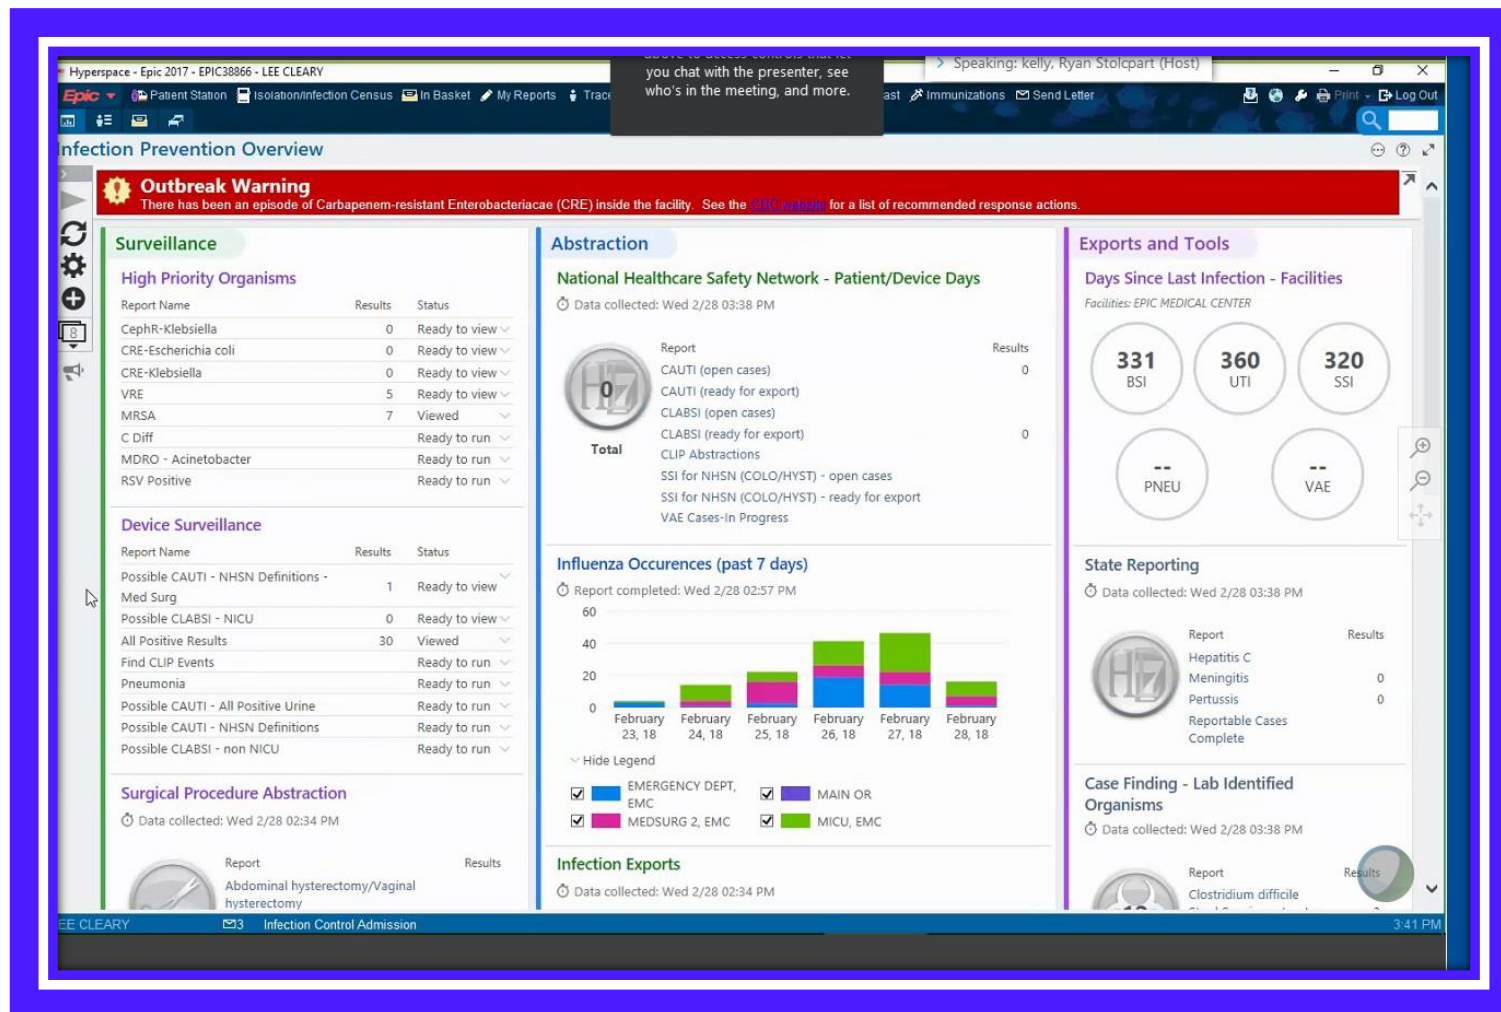 Hyperspace - Epic 2017 - EPIC38866 - LEE CLEARY
you chat with the presenter, see
who's in the meeting, and more.
Speaking: kelly, Ryan Stolcpart (Host)
Epic Patient Station Isolation/Infection Census In Basket My Reports
Immunizations Send Letter Print Log Out
Infection Prevention Overview
Outbreak Warning
There has been an episode of Carbapenem-resistant Enterobacteriacae (CRE) inside the facility. See the CDC website for a list of recommended response actions.
Surveillance
High Priority Organisms
Report Name Results Status
CephR-Klebsiella 0 Ready to view
CRE-Escherichia coli 0 Ready to view
CRE-Klebsiella 0 Ready to view
VRE 5 Ready to view
MRSA 7 Viewed
C Diff Ready to run
MDRO - Acinetobacter Ready to run
RSV Positive Ready to run
Device Surveillance
Report Name Results Status
Possible CAUTI - NHSN Definitions -
Med Surg 1 Ready to view
Possible CLABSI - NICU 0 Ready to view
All Positive Results 30 Viewed
Find CLIP Events Ready to run
Pneumonia Ready to run
Possible CAUTI - All Positive Urine Ready to run
Possible CAUTI - NHSN Definitions Ready to run
Possible CLABSI - non NICU Ready to run
Surgical Procedure Abstraction
Data collected: Wed 2/28 02:34 PM
Report Results
Abdominal hysterectomy/Vaginal
hysterectomy
Abstraction
National Healthcare Safety Network - Patient/Device Days
Data collected: Wed 2/28 03:38 PM
0
Total
Report Results
CAUTI (open cases) 0
CAUTI (ready for export)
CLABSI (open cases)
CLABSI (ready for export) 0
CLIP Abstractions
SSI for NHSN (COLO/HYST) - open cases
SSI for NHSN (COLO/HYST) - ready for export
VAE Cases-In Progress
Influenza Occurences (past 7 days)
Report completed: Wed 2/28 02:57 PM
60
40
20
0
February 23, 18
February 24, 18
February 25, 18
February 26, 18
February 27, 18
February 28, 18
Hide Legend
EMERGENCY DEPT, EMC
MAIN OR
MEDSURG 2, EMC
MICU, EMC
Infection Exports
Data collected: Wed 2/28 02:34 PM
Exports and Tools
Days Since Last Infection - Facilities
Facilities: EPIC MEDICAL CENTER
331 BSI
360 UTI
320 SSI
-- PNEU
-- VAE
State Reporting
Data collected: Wed 2/28 03:38 PM
Report Results
Hepatitis C
Meningitis 0
Pertussis 0
Reportable Cases
Complete
Case Finding - Lab Identified
Organisms
Data collected: Wed 2/28 03:38 PM
Report Results
Clostridium difficile
8
LEE CLEARY 3 Infection Control Admission 3:41 PM